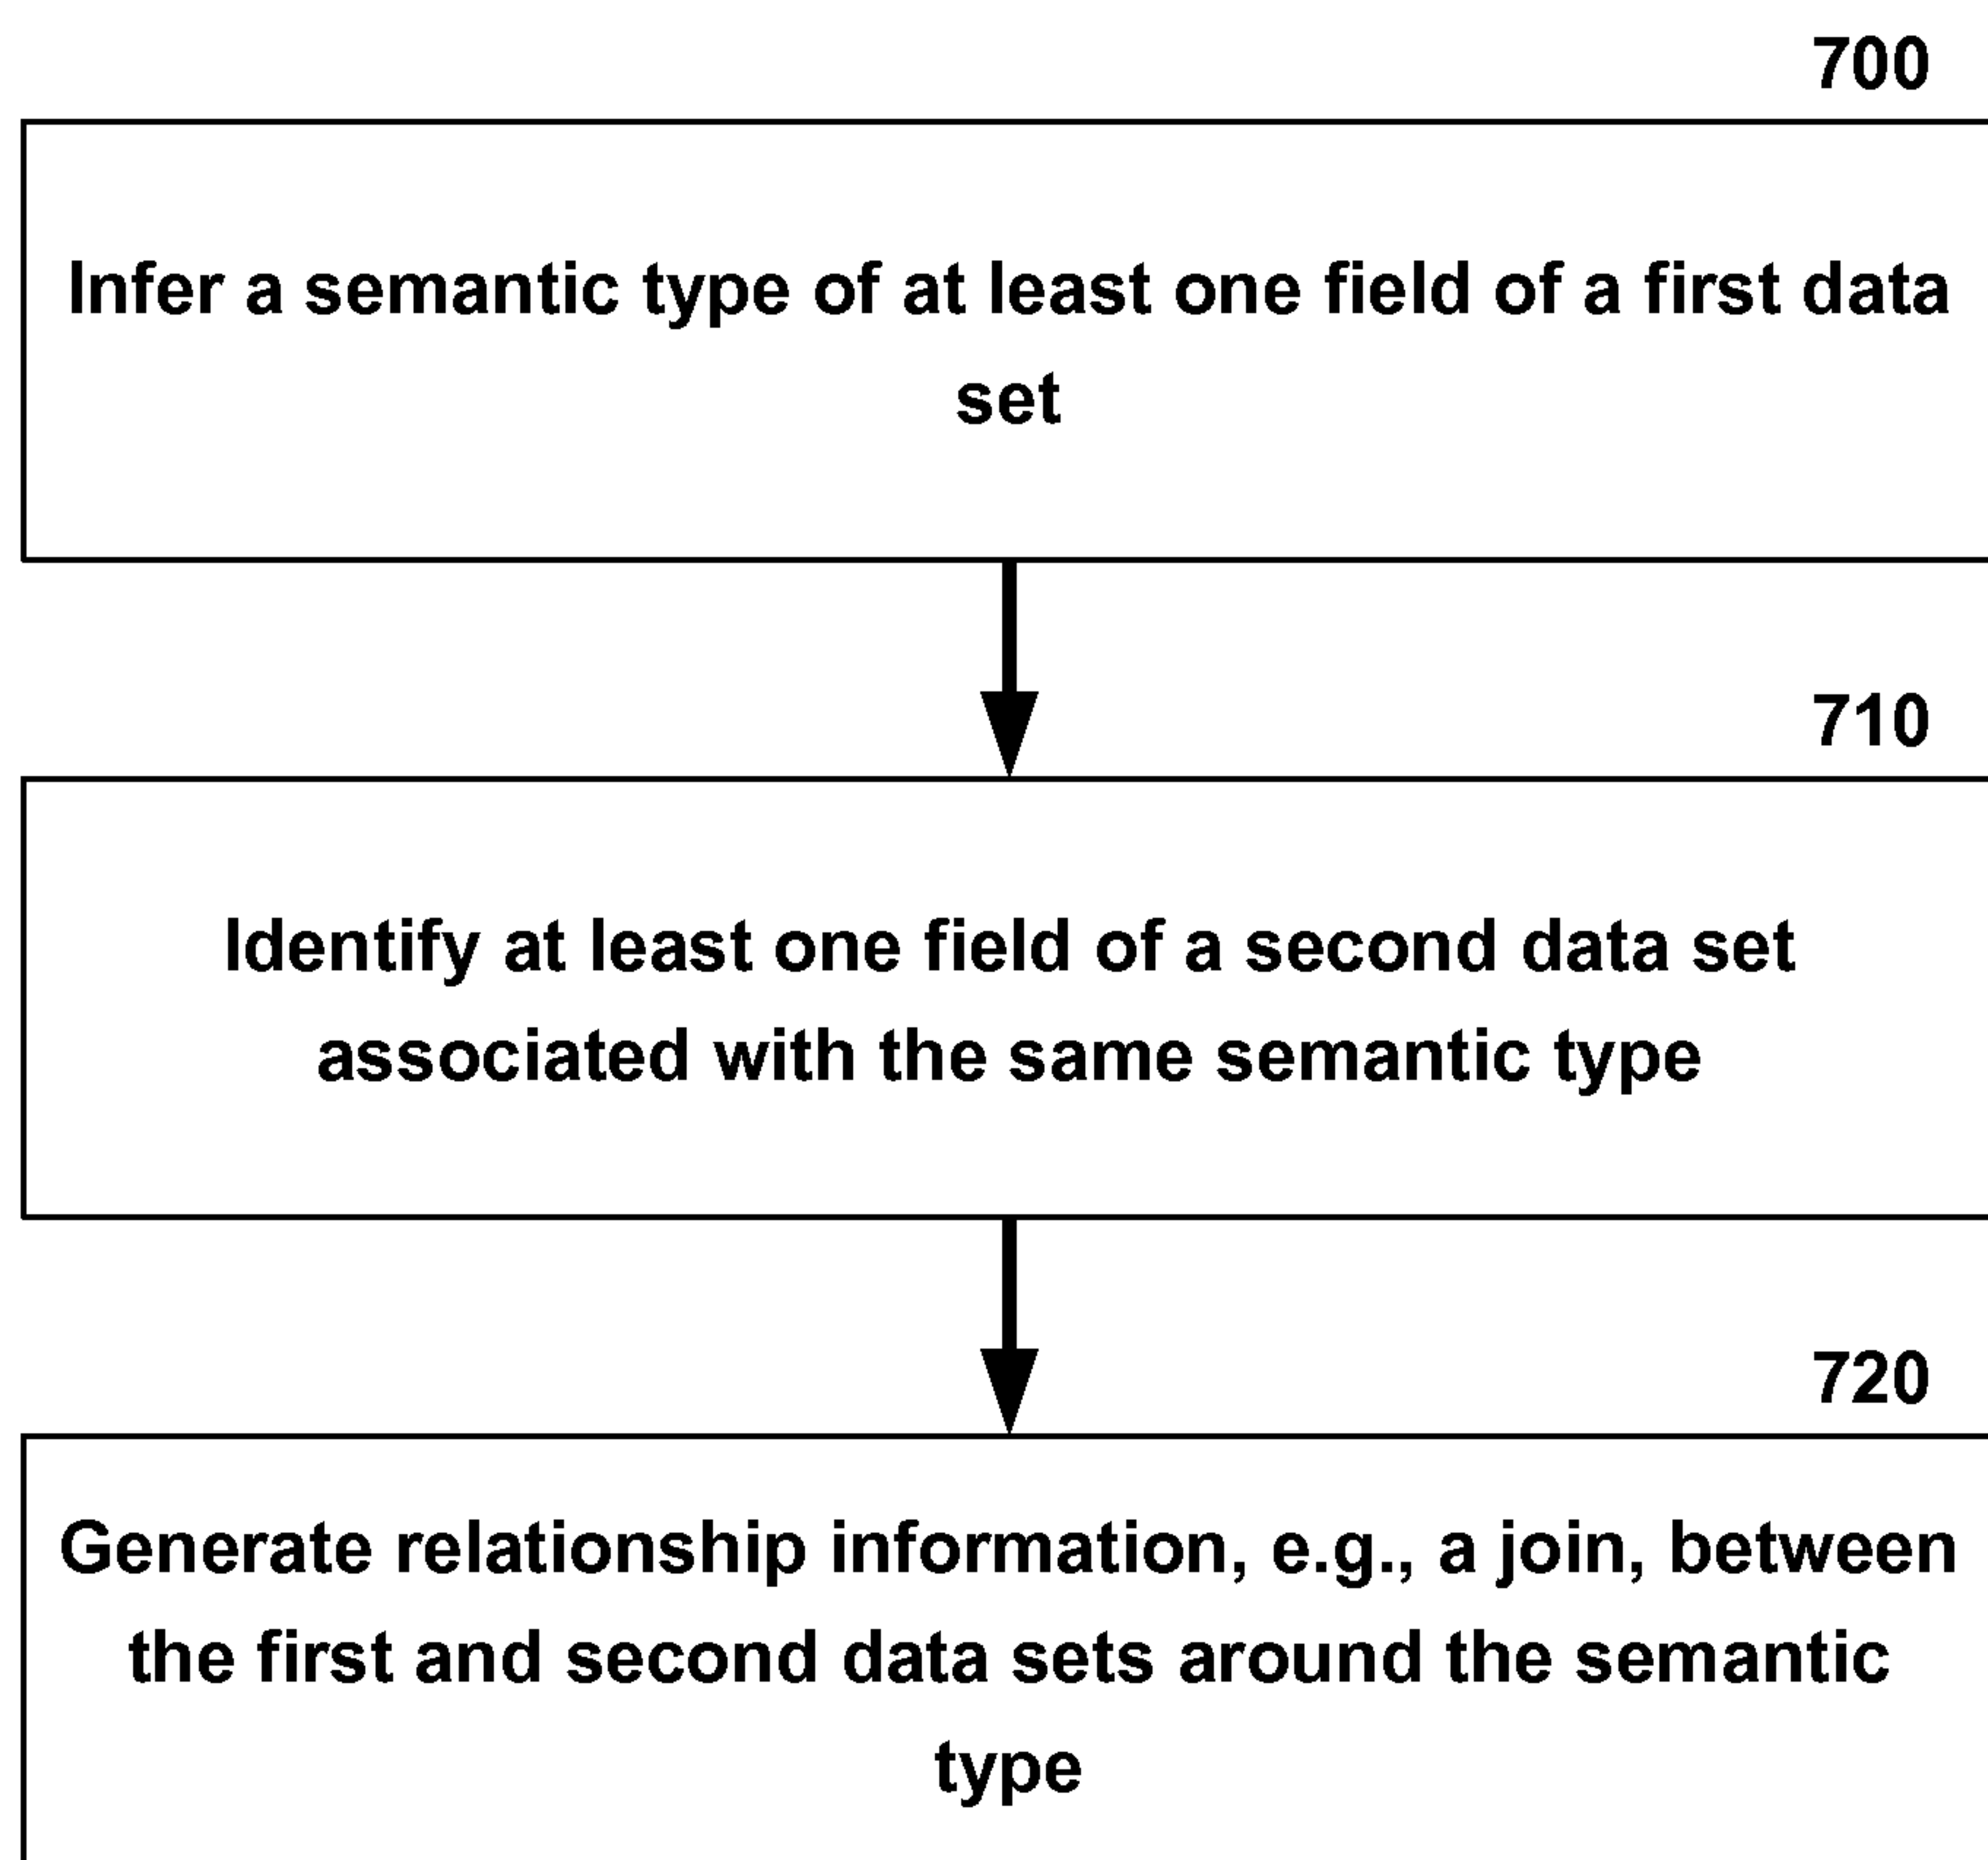 700
Infer a semantic type of at least one field of a first data
set
710
Identify at least one field of a second data set
associated with the same semantic type
720
Generate relationship information, e.g., a join, between
the first and second data sets around the semantic
type